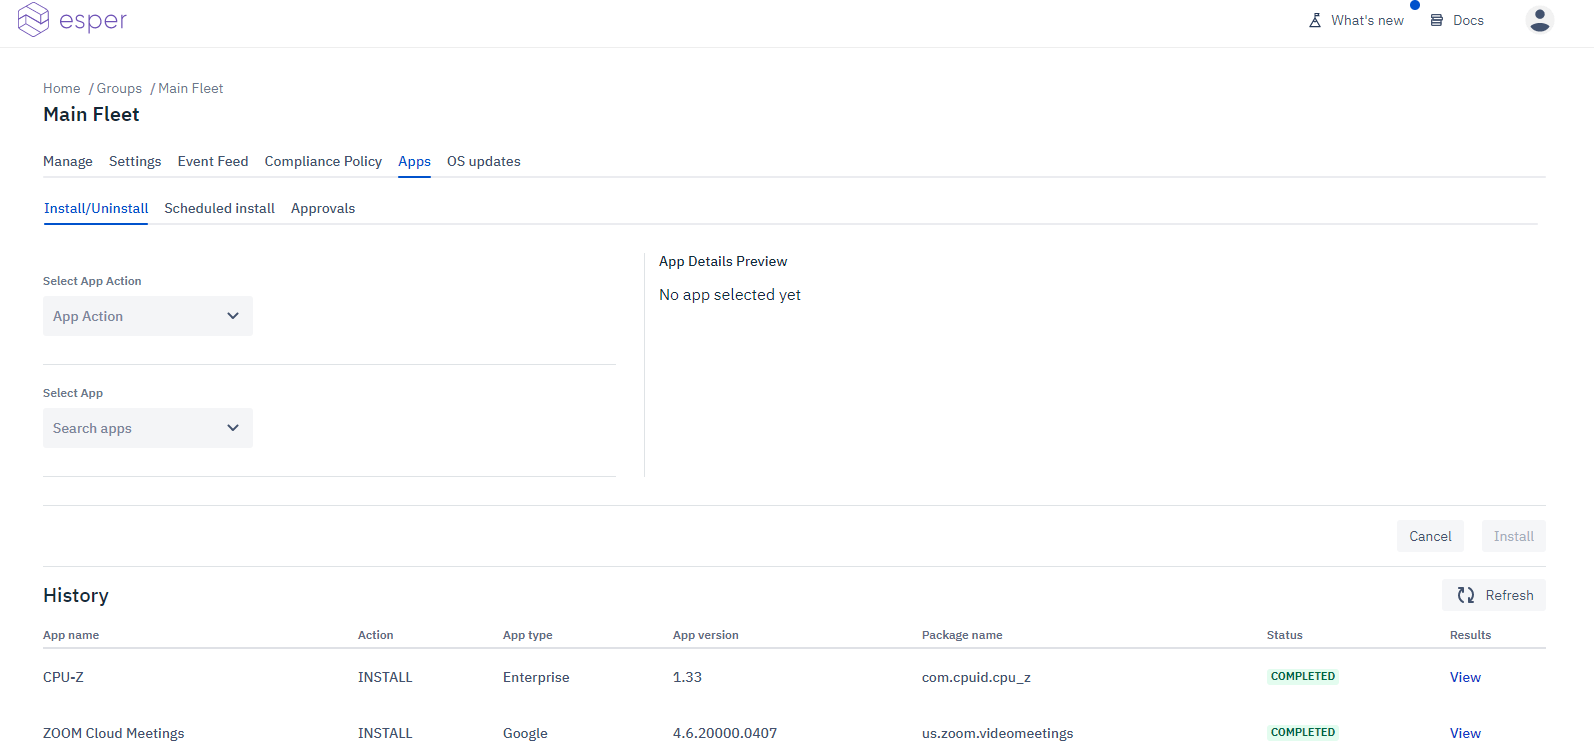 esper
What's new
Docs
Home / Groups / Main Fleet
Main Fleet
Manage Settings Event Feed Compliance Policy Apps OS updates
Install/Uninstall Scheduled install Approvals
Select App Action
App Action
Select App
Search apps
App Details Preview
No app selected yet
Cancel Install
History
Refresh
App name Action App type App version Package name Status Results
CPU-Z INSTALL Enterprise 1.33 com.cpuid.cpu_z COMPLETED View
ZOOM Cloud Meetings INSTALL Google 4.6.20000.0407 us.zoom.videomeetings COMPLETED View